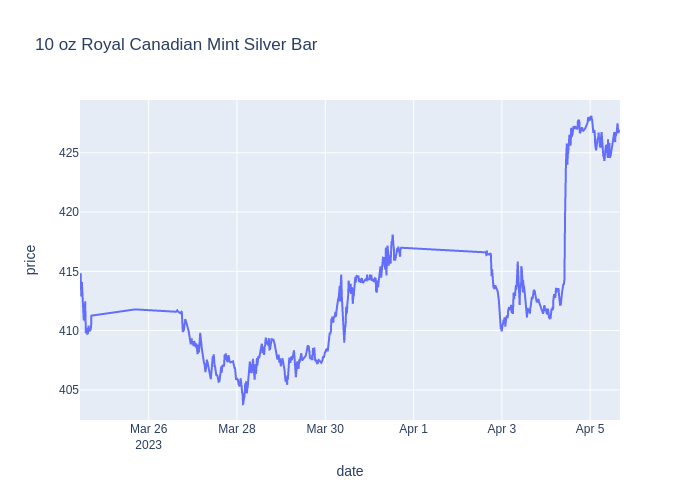 10 oz Royal Canadian Mint Silver Bar
price
425
420
415
410
405
Mar 26
2023
Mar 28
Mar 30
Apr 1
Apr 3
Apr 5
date